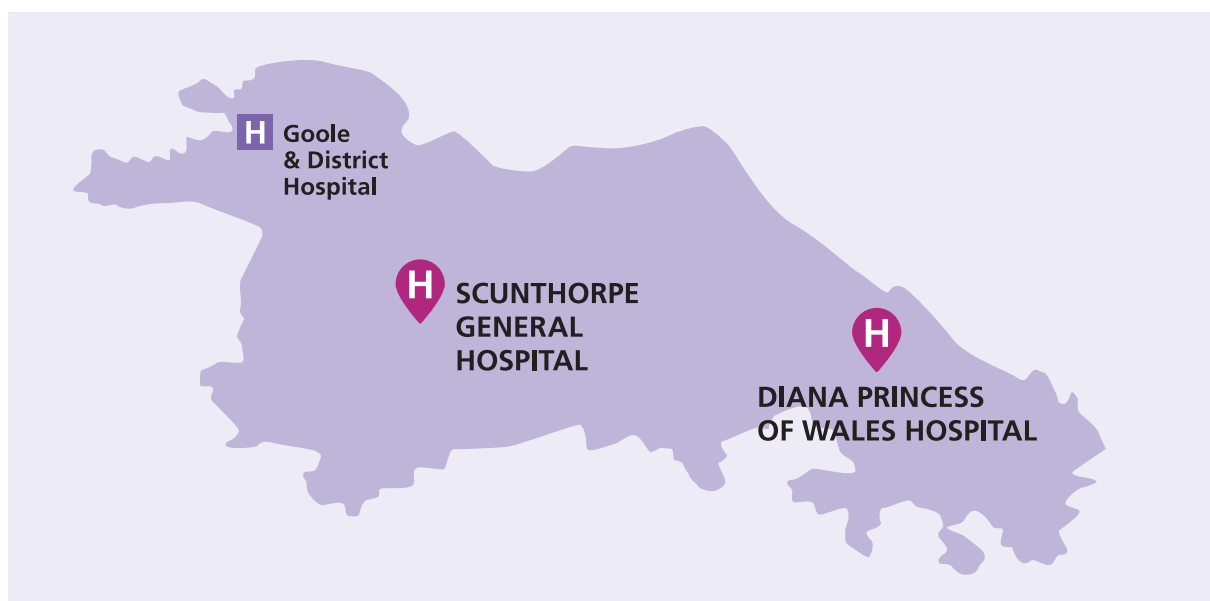 H
Goole
& District
Hospital
H
SCUNTHORPE
GENERAL
HOSPITAL
H
DIANA PRINCESS
OF WALES HOSPITAL